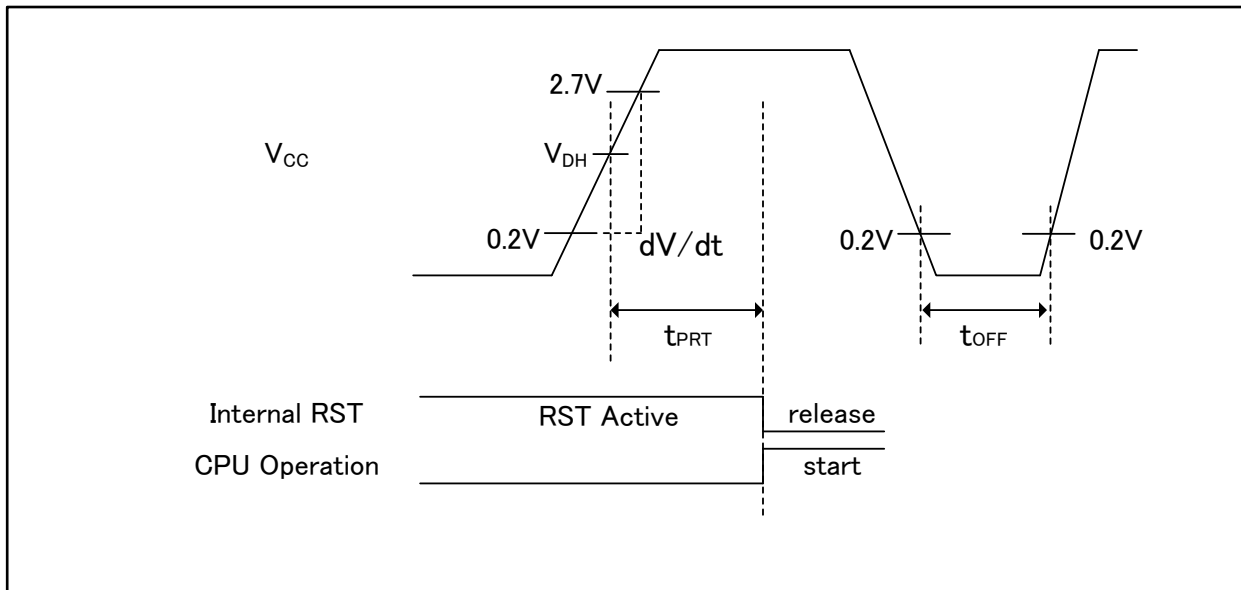 2.7V
VCC
VDH
0.2V
dV/dt
0.2V
0.2V
tPRT
tOFF
Internal RST
RST Active
release
CPU Operation
start